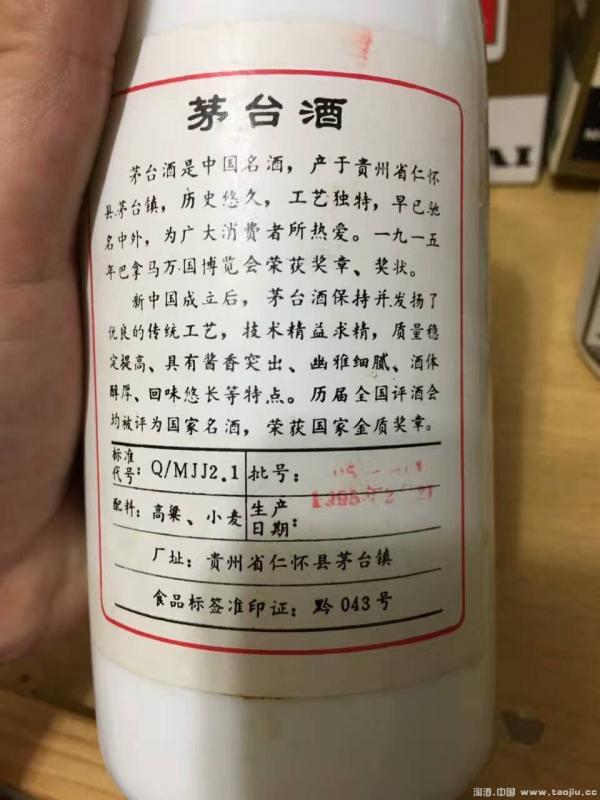 茅台酒
茅台酒是中国名酒，产于贵州省仁怀
县茅台镇，历史悠久，工艺独特，早已驰
名中外，为广大消费者所热爱。一九一五
年巴拿马万国博览会荣获奖章、奖状。
新中国成立后，茅台酒保持并发扬了
优良的传统工艺，技术精益求精，质量稳
定提高、具有酱香突出、幽雅细腻、酒体
醇厚、回味悠长等特点。历届全国评酒会
均被评为国家名酒，荣获国家金质奖章。
标准代号：Q/MJJ2.1 批号：
配料：高粱、小麦 生产日期：1995年2
厂址：贵州省仁怀县茅台镇
食品标签准印证：黔043号
AI
淘酒.中国 www.taojiu.cc